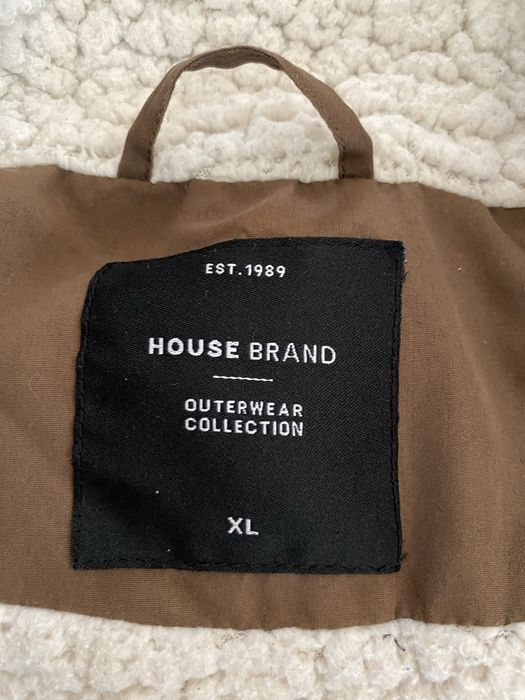 EST.1989
HOUSE BRAND
OUTERWEAR
COLLECTION
XL